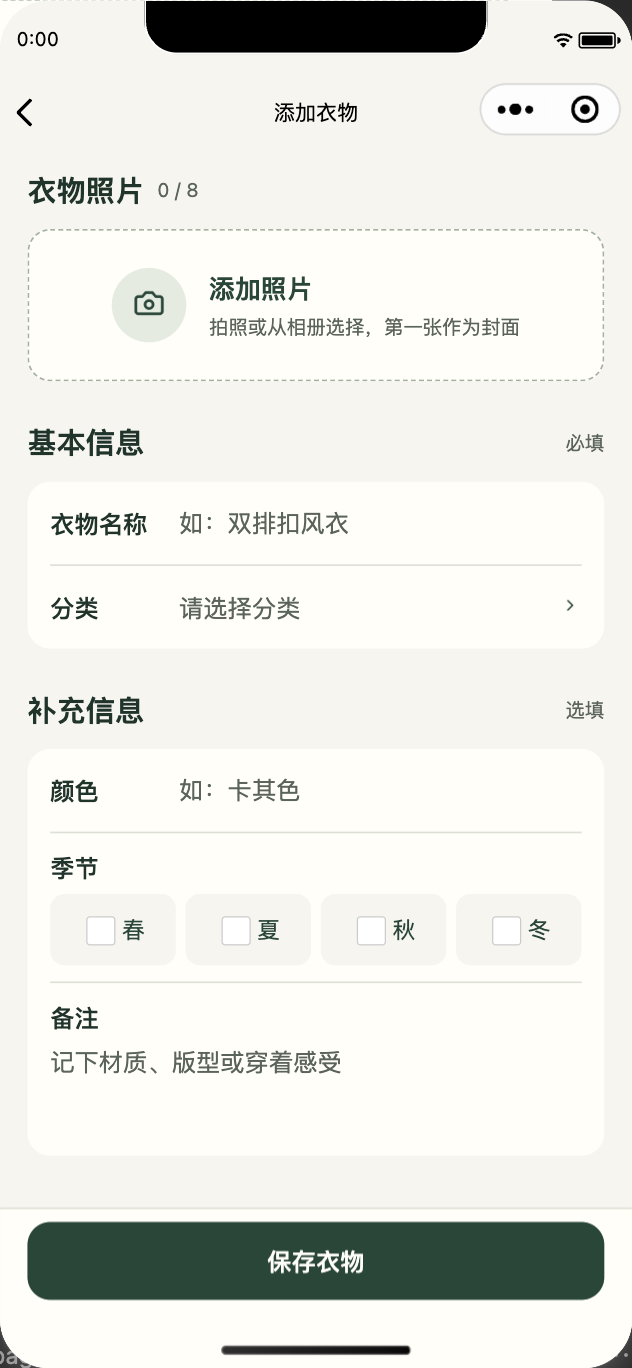 0:00
添加衣物
衣物照片 0 / 8
添加照片
拍照或从相册选择，第一张作为封面
基本信息 必填
衣物名称 如：双排扣风衣
分类 请选择分类
补充信息 选填
颜色 如：卡其色
季节
春 夏 秋 冬
备注
记下材质、版型或穿着感受
保存衣物